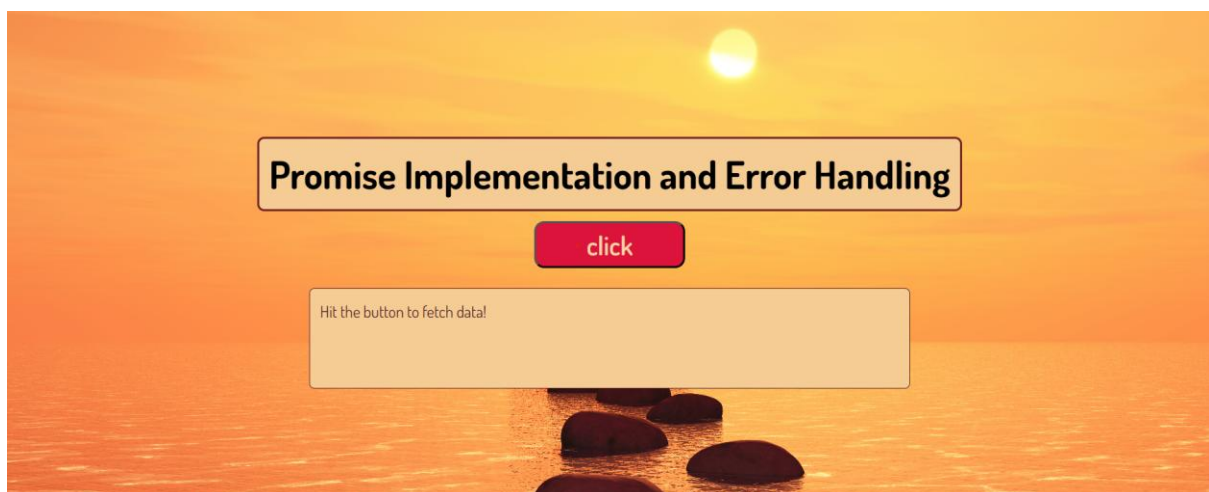 Promise Implementation and Error Handling
click
Hit the button to fetch data!